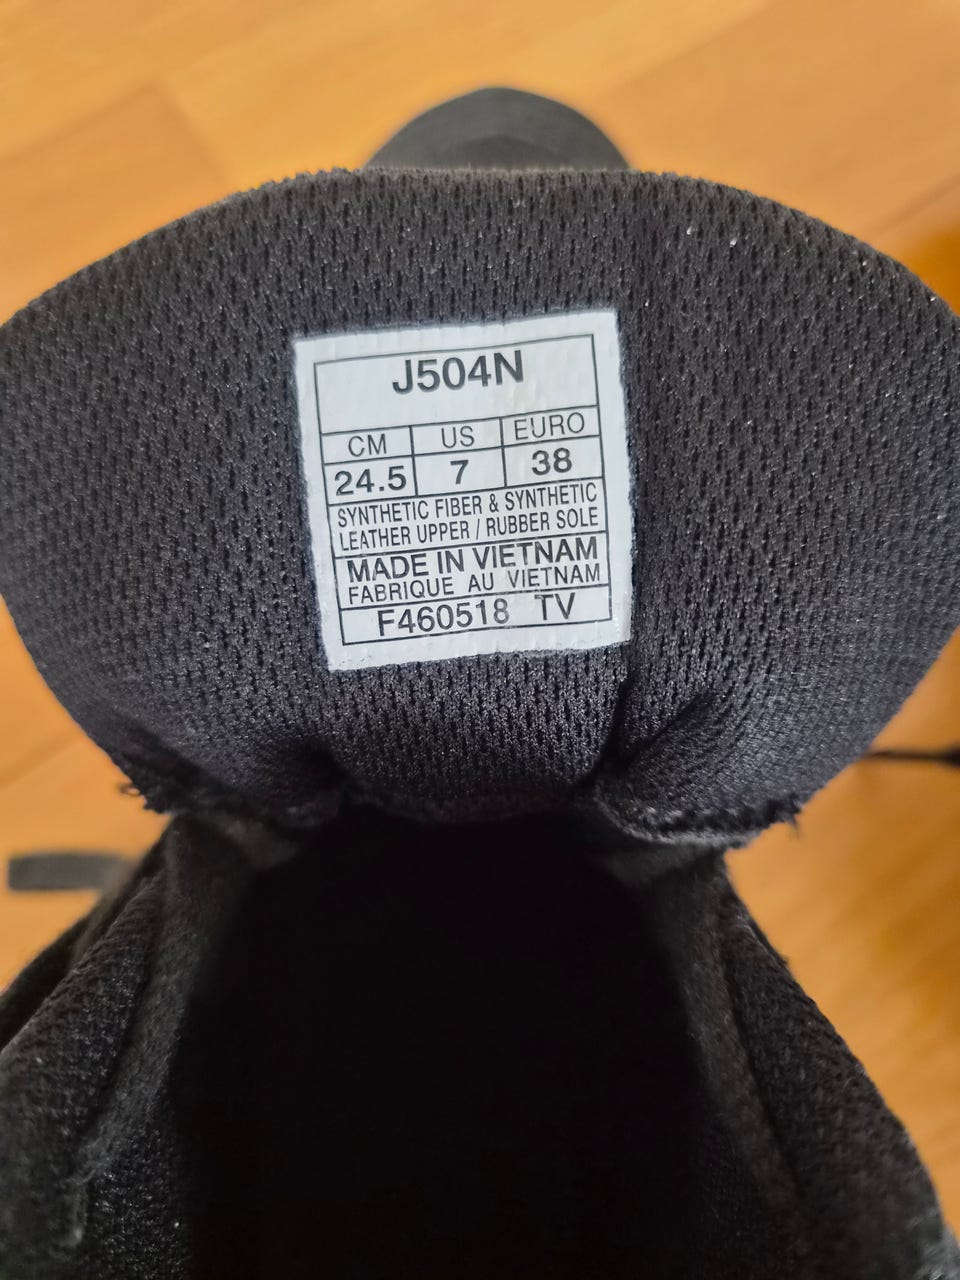 J504N
CM US EURO
24.5 7 38
SYNTHETIC FIBER & SYNTHETIC
LEATHER UPPER / RUBBER SOLE
MADE IN VIETNAM
FABRIQUE AU VIETNAM
F460518 TV